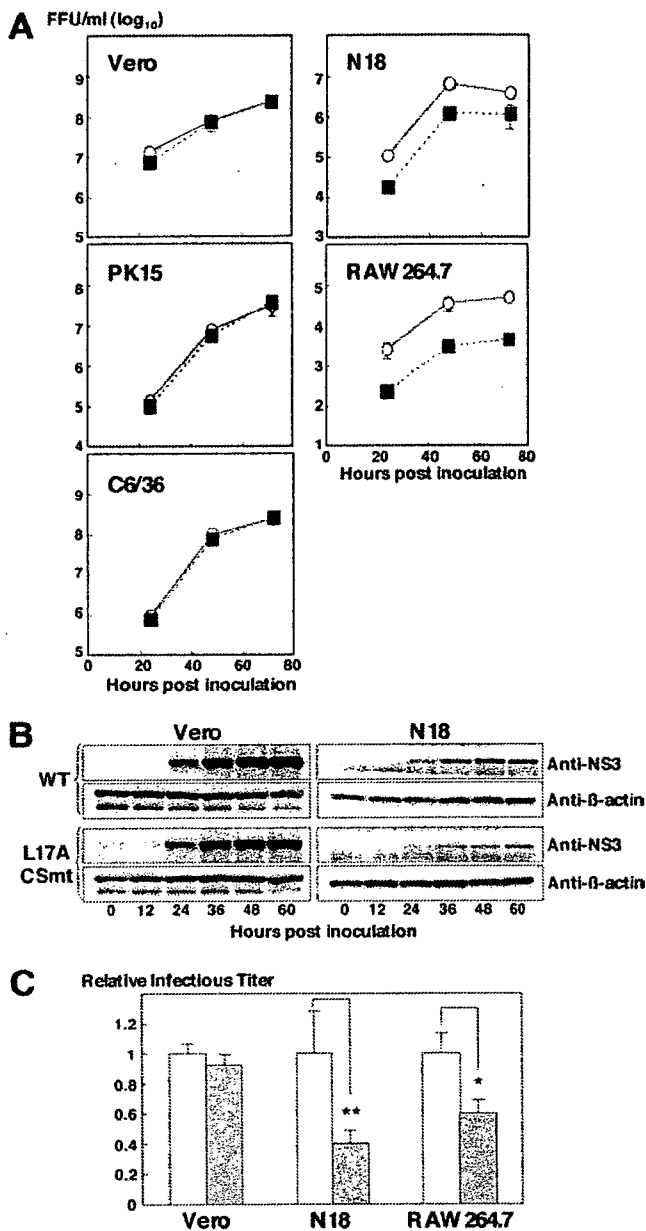 A
FFU/ml (log₁₀)
Vero
9
8
7
6
5
N18
7
6
5
4
3
PK15
8
7
6
5
4
RAW 264.7
5
4
3
2
1
0 20 40 60 80
Hours post inoculation
C6/36
9
8
7
6
5
0 20 40 60 80
Hours post inoculation
B
Vero N18
WT
Anti-NS3
Anti-ß-actin
L17A
CSmt
Anti-NS3
Anti-ß-actin
0 12 24 36 48 60 0 12 24 36 48 60
Hours post inoculation
C
Relative Infectious Titer
1.2
1
0.8
0.6
0.4
0.2
0
**
*
Vero N18 RAW 264.7